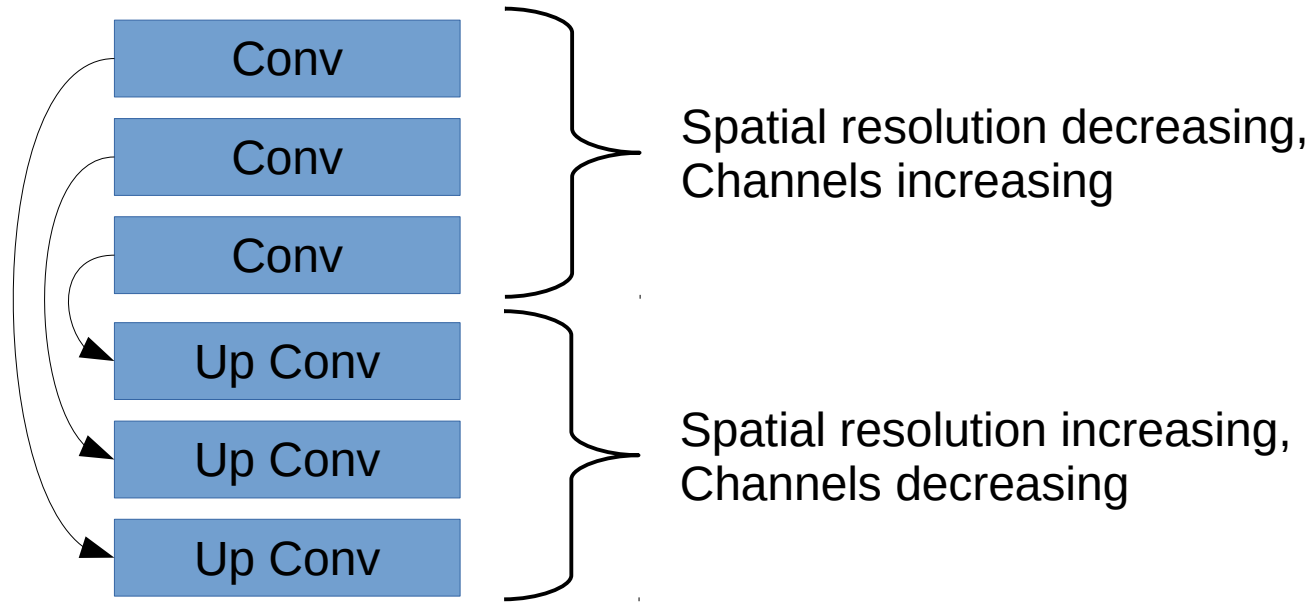 Conv
Conv
Conv
Spatial resolution decreasing,
Channels increasing
Up Conv
Up Conv
Up Conv
Spatial resolution increasing,
Channels decreasing